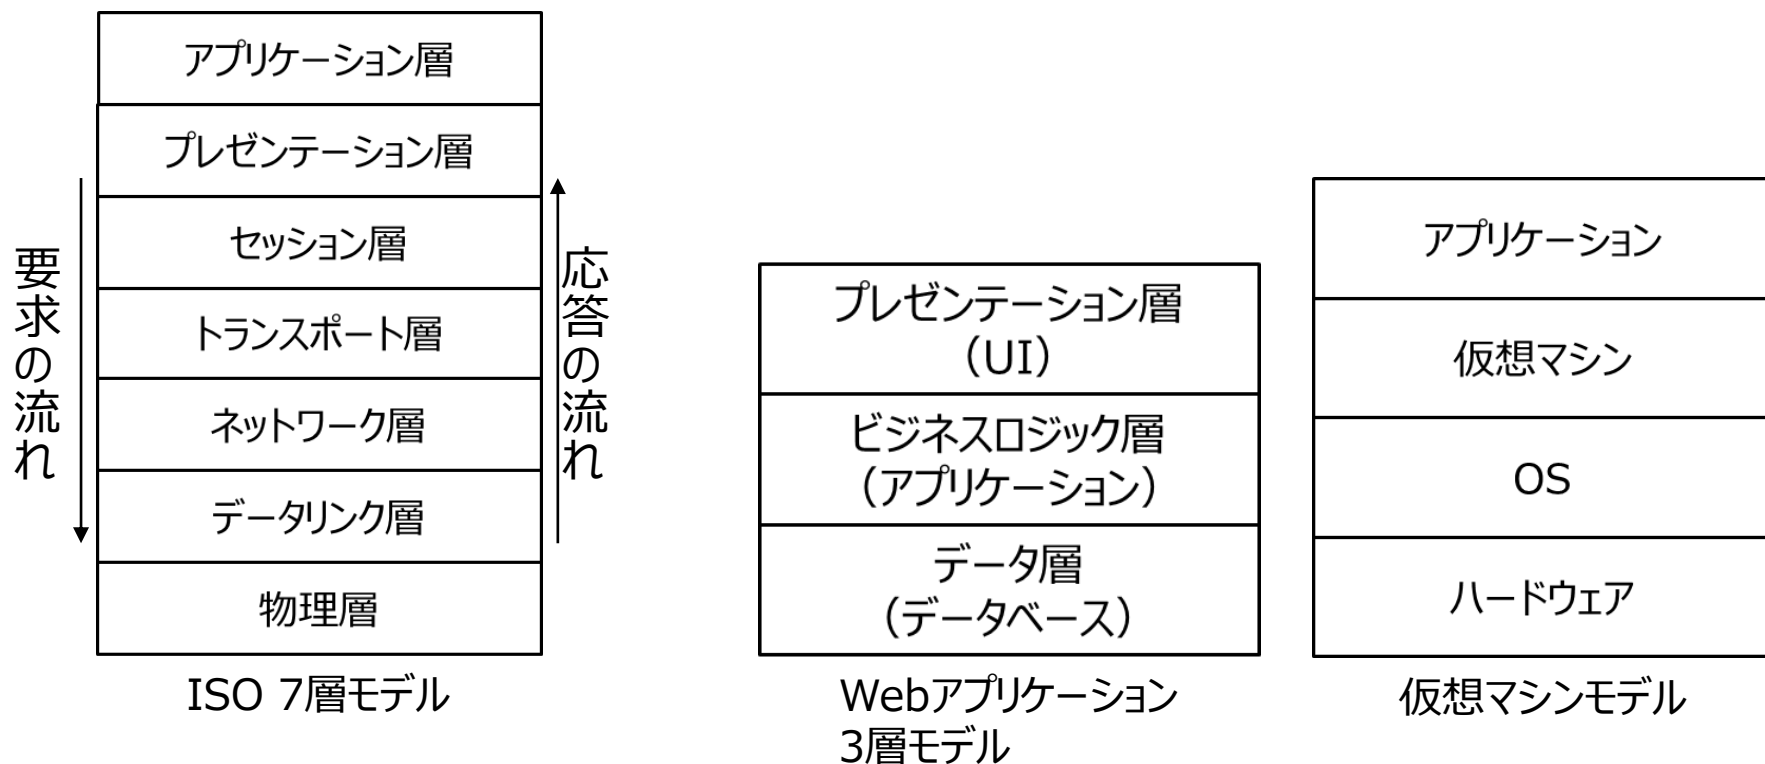 アプリケーション層
プレゼンテーション層
セッション層
トランスポート層
ネットワーク層
データリンク層
物理層
要求の流れ
応答の流れ
ISO 7層モデル
プレゼンテーション層
（UI）
ビジネスロジック層
（アプリケーション）
データ層
（データベース）
Webアプリケーション
3層モデル
アプリケーション
仮想マシン
OS
ハードウェア
仮想マシンモデル